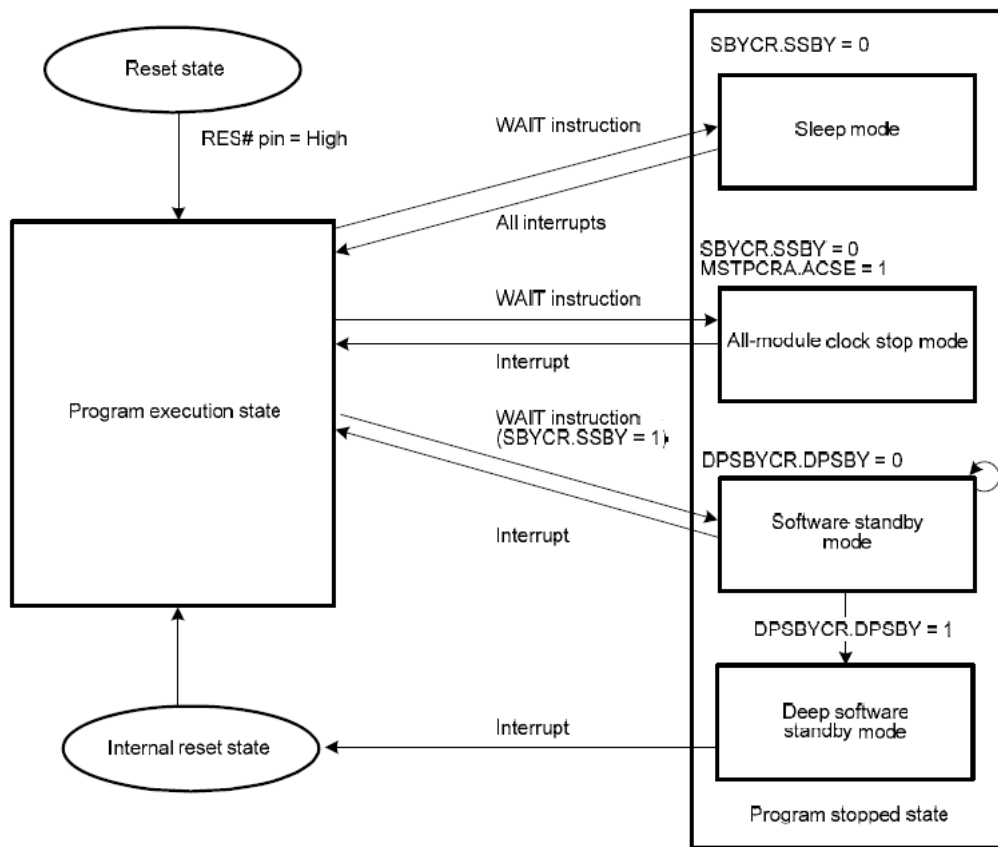 Reset state
RES# pin = High
Program execution state
Internal reset state
WAIT instruction
All interrupts
WAIT instruction
Interrupt
WAIT instruction
(SBYCR.SSBY = 1)
Interrupt
Interrupt
SBYCR.SSBY = 0
Sleep mode
SBYCR.SSBY = 0
MSTPCRA.ACSE = 1
All-module clock stop mode
DPSBYCR.DPSBY = 0
Software standby
mode
DPSBYCR.DPSBY = 1
Deep software
standby mode
Program stopped state